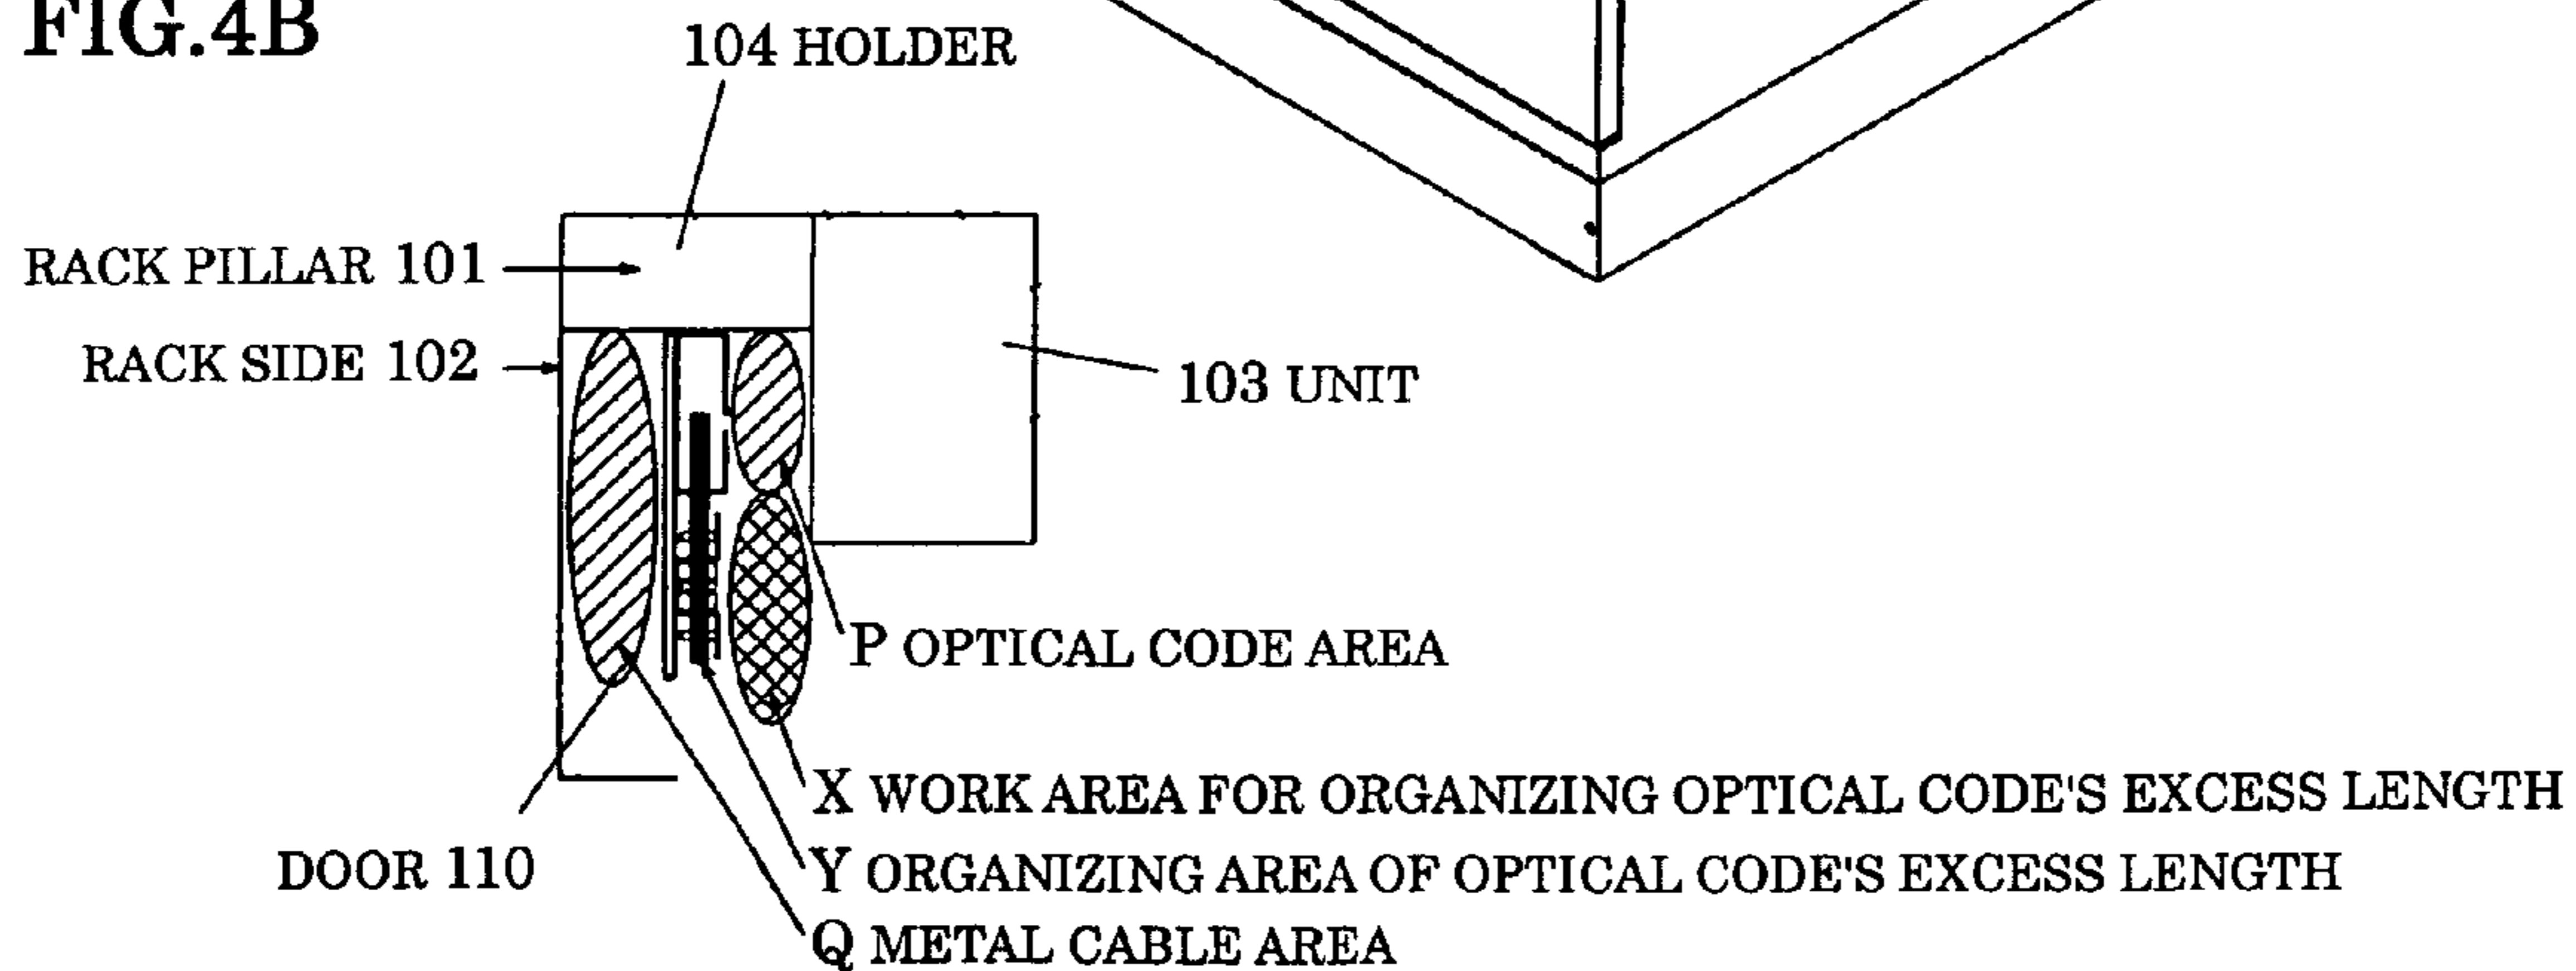 FIG.4B
104 HOLDER
RACK PILLAR 101
RACK SIDE 102
103 UNIT
P OPTICAL CODE AREA
X WORK AREA FOR ORGANIZING OPTICAL CODE'S EXCESS LENGTH
DOOR 110
Y ORGANIZING AREA OF OPTICAL CODE'S EXCESS LENGTH
Q METAL CABLE AREA